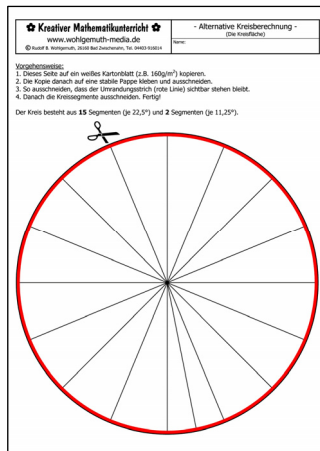 ✿ Kreativer Mathematikunterricht ✿
www.wohlgemuth-media.de
© Rudolf B. Wohlgemuth, 26160 Bad Zwischenahn, Tel. 04403-916014
- Alternative Kreisberechnung -
(Die Kreisfläche)
Name:
Vorgehensweise:
1. Dieses Seite auf ein weißes Kartonblatt (z.B. 160g/m²) kopieren.
2. Die Kopie danach auf eine stabile Pappe kleben und ausschneiden.
3. So ausschneiden, dass der Umrandungsstrich (rote Linie) sichtbar stehen bleibt.
4. Danach die Kreissegmente ausschneiden. Fertig!
Der Kreis besteht aus 15 Segmenten (je 22,5°) und 2 Segmenten (je 11,25°).